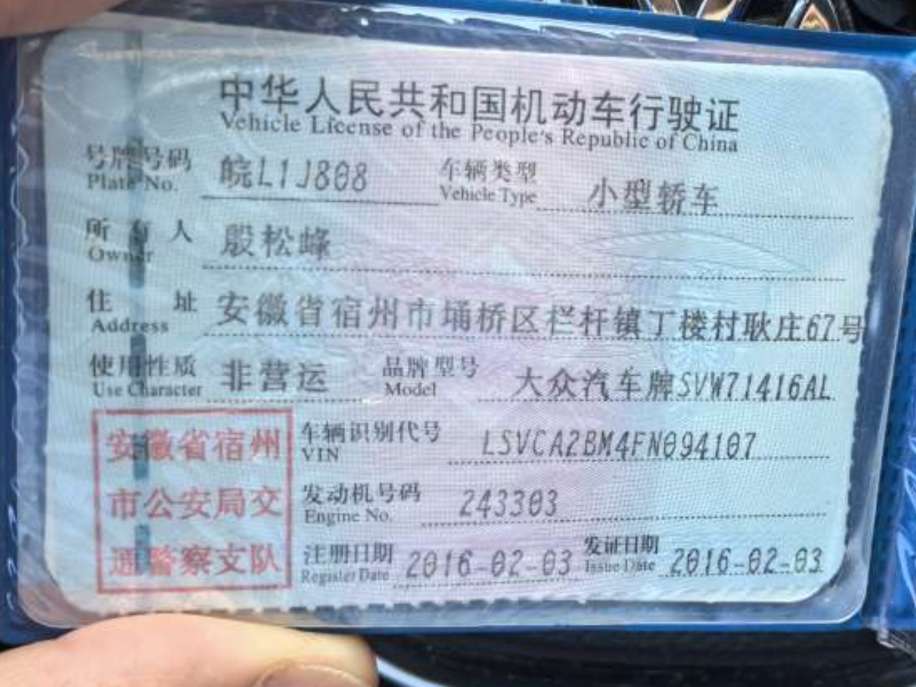 中华人民共和国机动车行驶证
Vehicle License of the People's Republic of China
号牌号码 皖L1J808 车辆类型 小型轿车
Plate No. Vehicle Type
所有人 殷松峰
Owner
住址 安徽省宿州市埇桥区栏杆镇丁楼村耿庄67号
Address
使用性质 非营运 品牌型号 大众汽车牌SVW71416AL
Use Character Model
安徽省宿州 车辆识别代号 LSVCA2BM4FN094107
VIN
市公安局交 发动机号码 243303
Engine No.
通警察支队 注册日期 2016-02-03 发证日期 2016-02-03
Register Date Issue Date